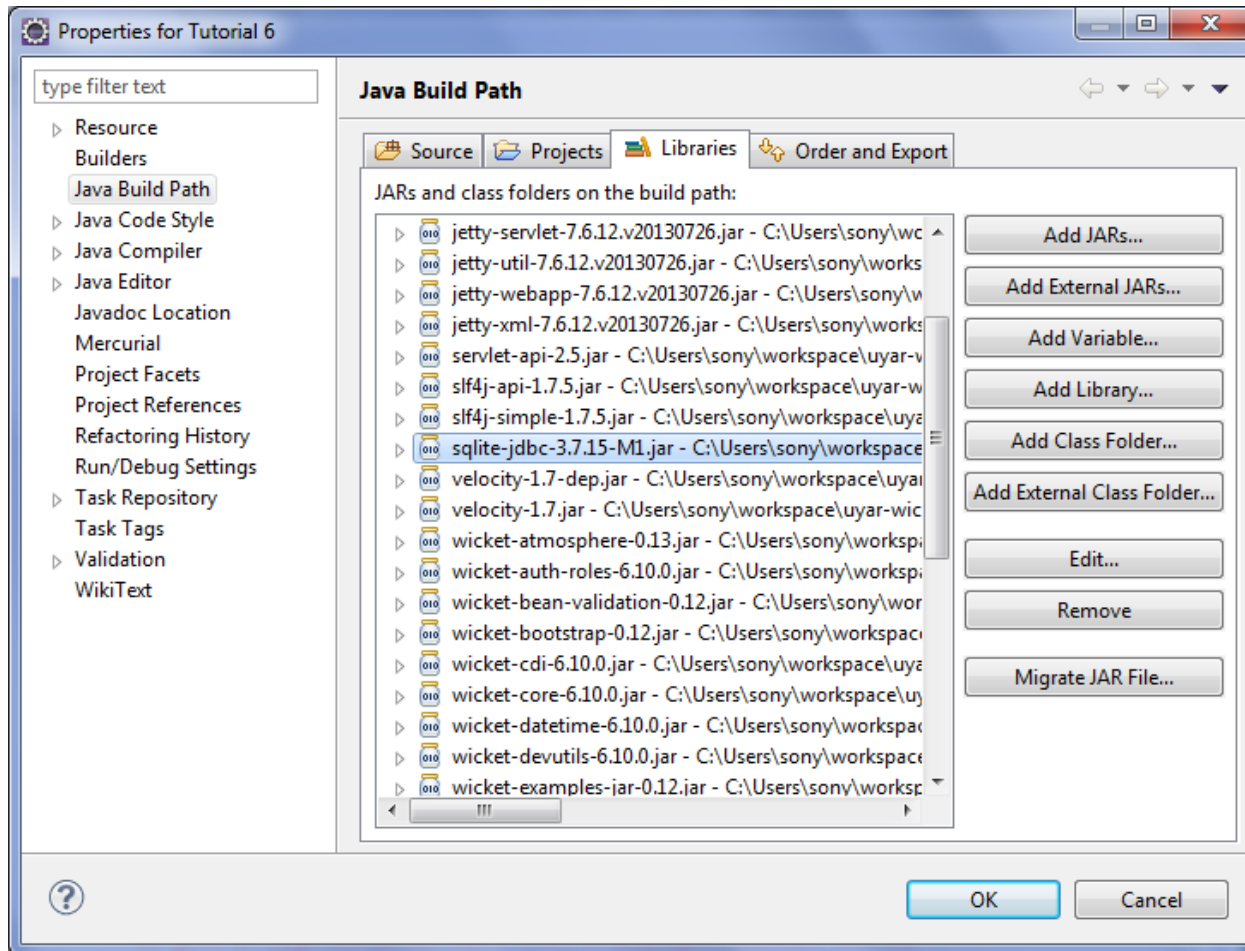 Properties for Tutorial 6
type filter text
Resource
Builders
Java Build Path
Java Code Style
Java Compiler
Java Editor
Javadoc Location
Mercurial
Project Facets
Project References
Refactoring History
Run/Debug Settings
Task Repository
Task Tags
Validation
WikiText
Java Build Path
Source Projects Libraries Order and Export
JARs and class folders on the build path:
jetty-servlet-7.6.12.v20130726.jar - C:\Users\sony\wc
jetty-util-7.6.12.v20130726.jar - C:\Users\sony\works
jetty-webapp-7.6.12.v20130726.jar - C:\Users\sony\w
jetty-xml-7.6.12.v20130726.jar - C:\Users\sony\works
servlet-api-2.5.jar - C:\Users\sony\workspace\uyar-w
slf4j-api-1.7.5.jar - C:\Users\sony\workspace\uyar-w
slf4j-simple-1.7.5.jar - C:\Users\sony\workspace\uya
sqlite-jdbc-3.7.15-M1.jar - C:\Users\sony\workspace
velocity-1.7-dep.jar - C:\Users\sony\workspace\uyar
velocity-1.7.jar - C:\Users\sony\workspace\uyar-wic
wicket-atmosphere-0.13.jar - C:\Users\sony\workspa
wicket-auth-roles-6.10.0.jar - C:\Users\sony\workspa
wicket-bean-validation-0.12.jar - C:\Users\sony\wor
wicket-bootstrap-0.12.jar - C:\Users\sony\workspac
wicket-cdi-6.10.0.jar - C:\Users\sony\workspace\uya
wicket-core-6.10.0.jar - C:\Users\sony\workspace\uy
wicket-datetime-6.10.0.jar - C:\Users\sony\workspac
wicket-devutils-6.10.0.jar - C:\Users\sony\workspace
wicket-examples-jar-0.12.jar - C:\Users\sony\worksp
Add JARs...
Add External JARs...
Add Variable...
Add Library...
Add Class Folder...
Add External Class Folder...
Edit...
Remove
Migrate JAR File...
OK
Cancel